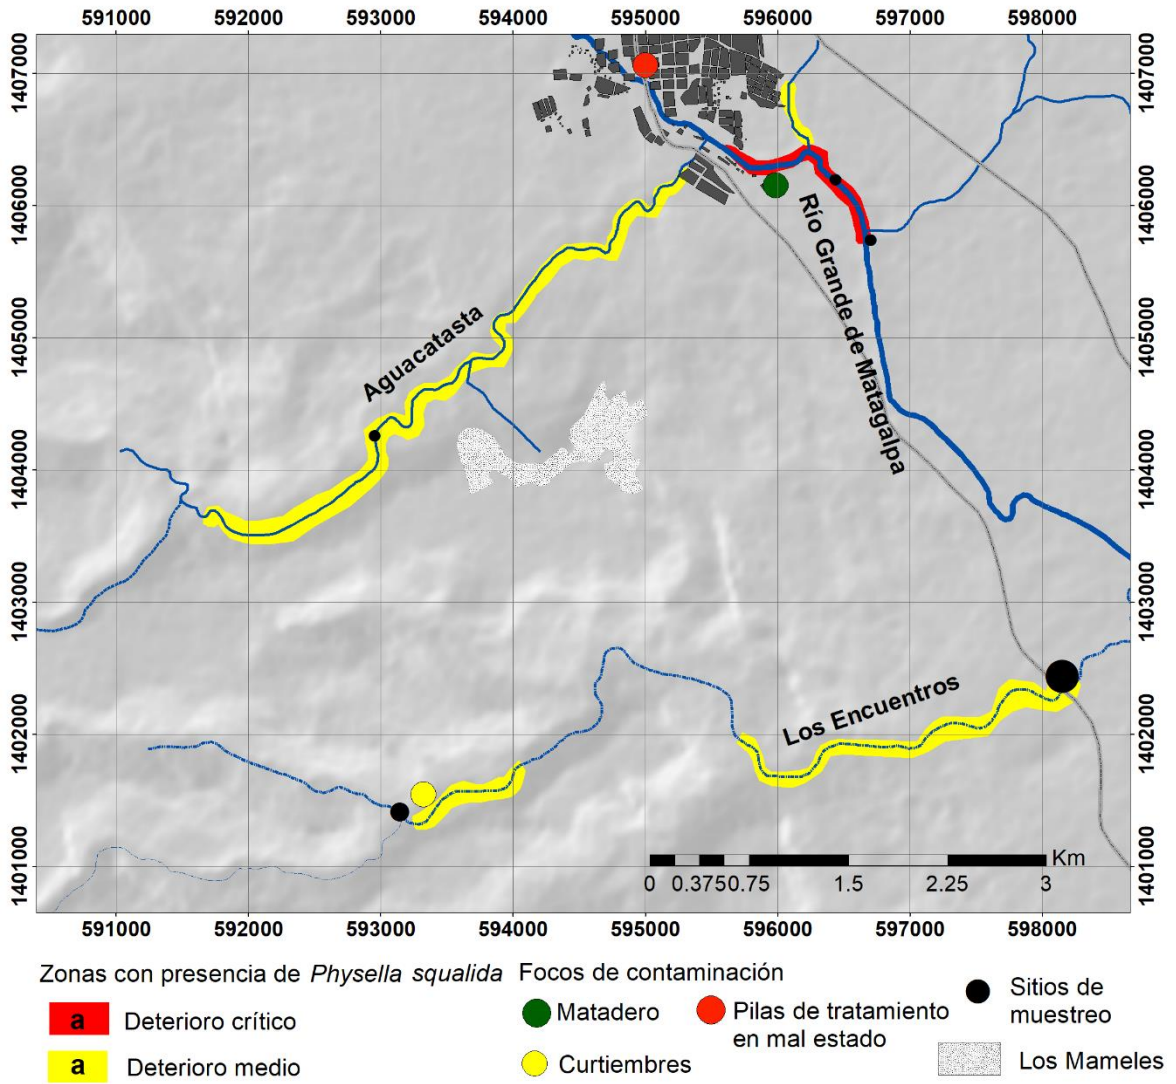 591000 592000 593000 594000 595000 596000 597000 598000
1407000 1407000
1406000 1406000
1405000 1405000
1404000 1404000
1403000 1403000
1402000 1402000
1401000 1401000
Aguacatasta
Río Grande de Matagalpa
Los Encuentros
Km
0 0.375 0.75 1.5 2.25 3
591000 592000 593000 594000 595000 596000 597000 598000
Zonas con presencia de Physella squalida
a Deterioro crítico
a Deterioro medio
Focos de contaminación
Matadero
Curtiembres
Pilas de tratamiento
en mal estado
Sitios de
muestreo
Los Mameles